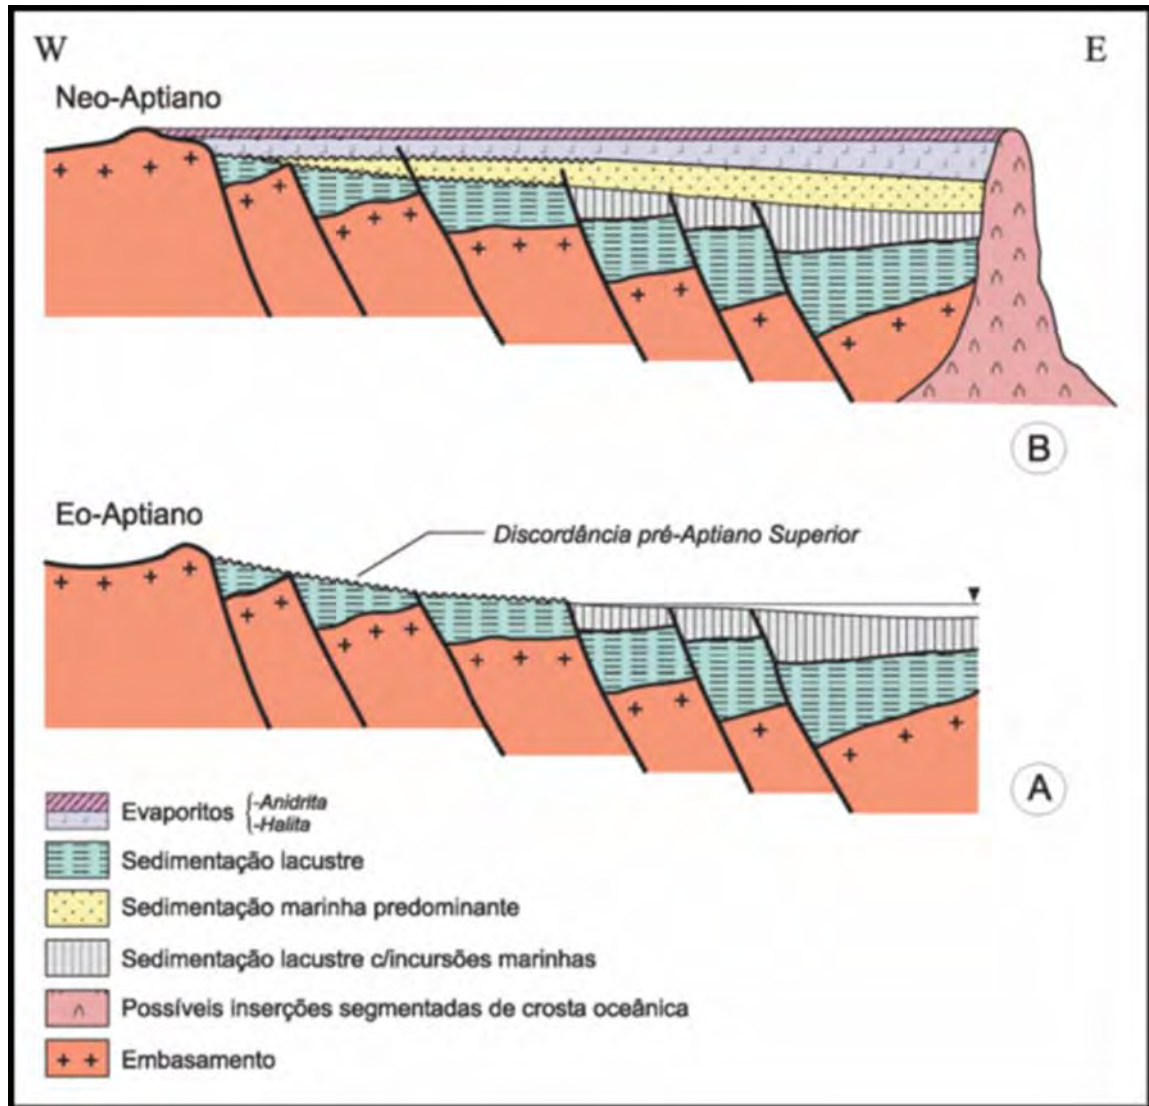 W
E
Neo-Aptiano
B
Eo-Aptiano
Discordância pré-Aptiano Superior
A
Evaporitos {-Anidrita
-Halita
Sedimentação lacustre
Sedimentação marinha predominante
Sedimentação lacustre c/incursões marinhas
Possíveis inserções segmentadas de crosta oceânica
Embasamento